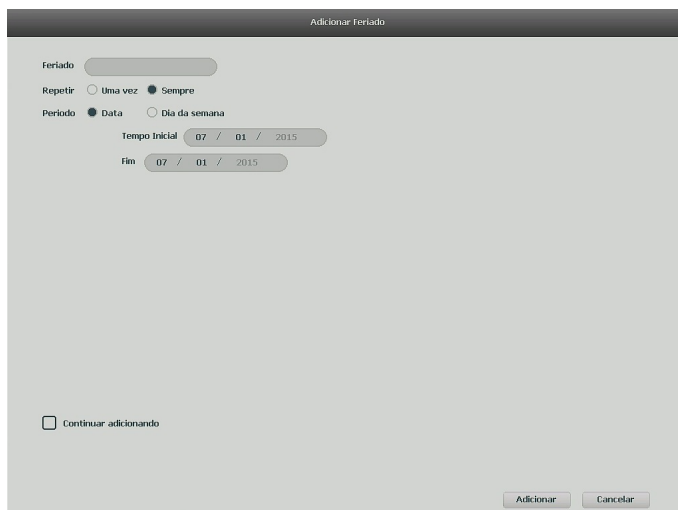 Adicionar Feriado
Feriado
Repetir Uma vez Sempre
Periodo Data Dia da semana
Tempo Inicial 07 / 01 / 2015
Fim 07 / 01 / 2015
Continuar adicionando
Adicionar Cancelar